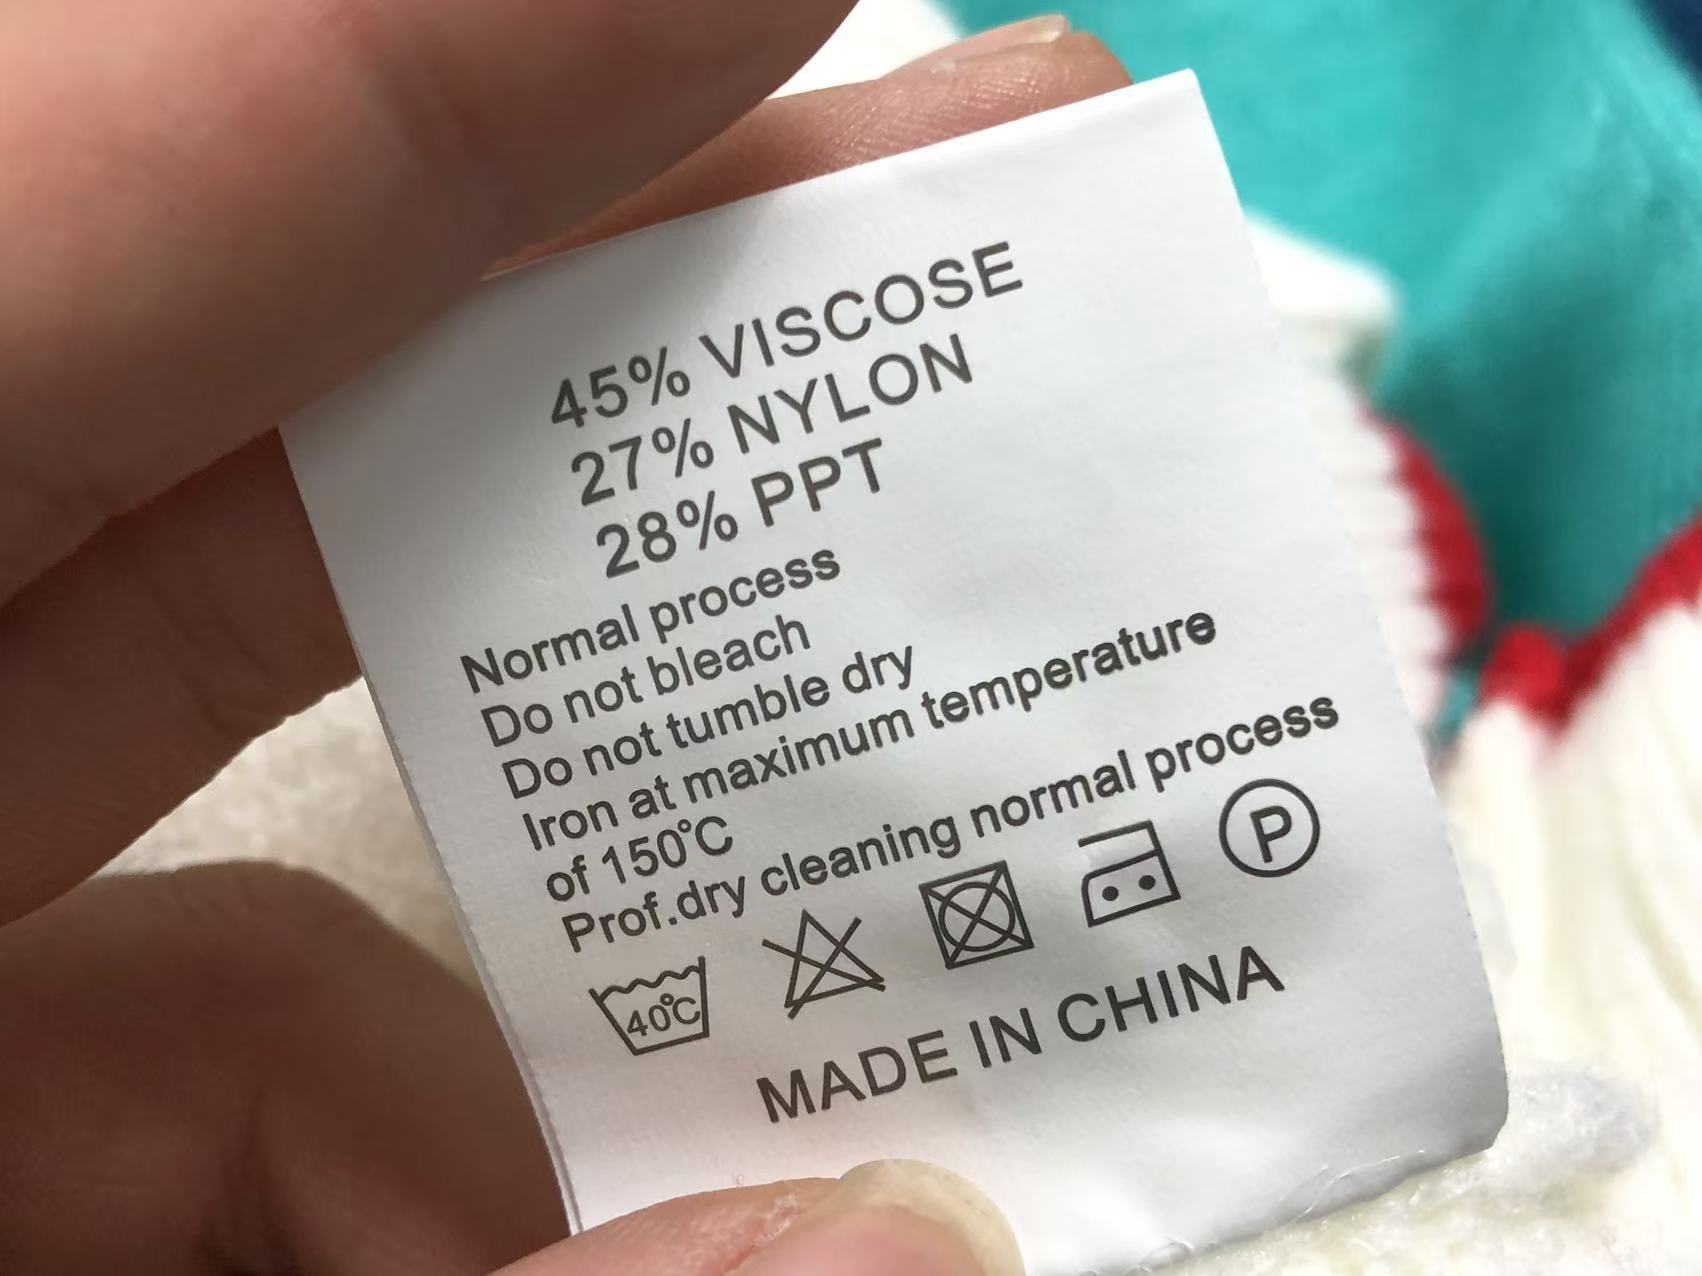 45% VISCOSE
27% NYLON
28% PPT
Normal process
Do not bleach
Do not tumble dry
Iron at maximum temperature
of 150℃
Prof.dry cleaning normal process
40℃ P
MADE IN CHINA